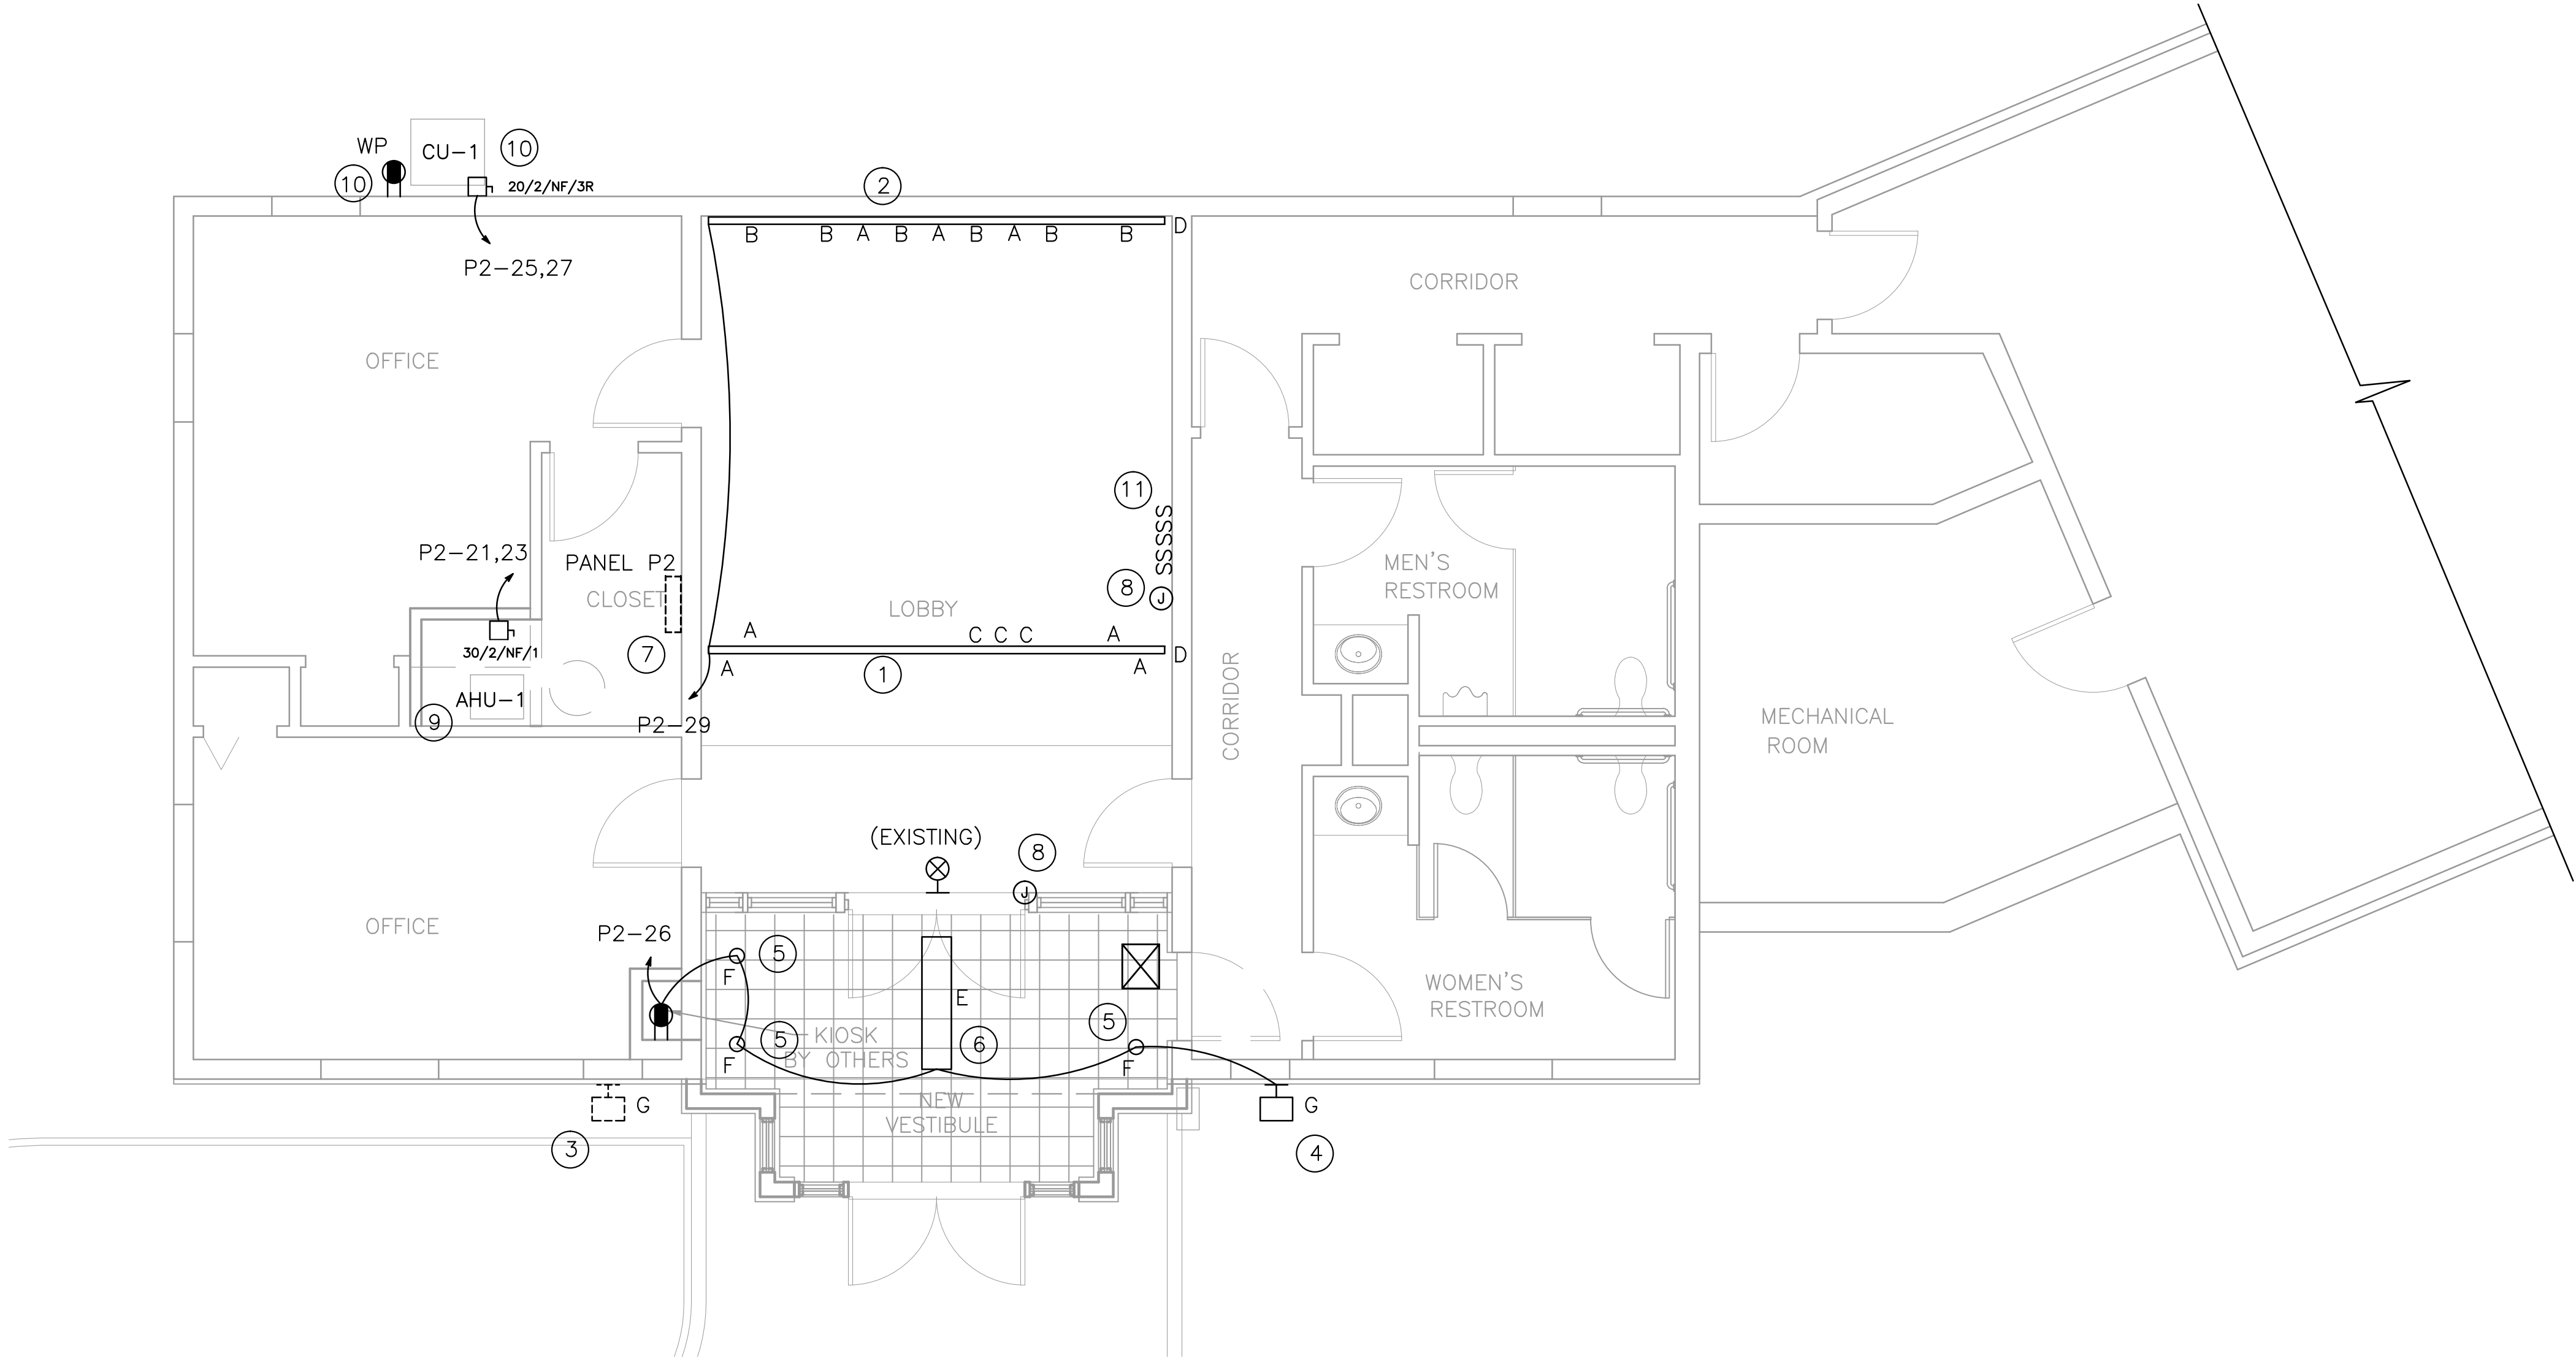 WP
CU-1
10
10
20/2/NF/3R
2
B B A B A B A B B D
P2-25,27
CORRIDOR
OFFICE
11
SSSSS
P2-21,23
PANEL P2
CLOSET
8
J
LOBBY
MEN'S
RESTROOM
A C C C A
30/2/NF/1
7
D
A A
1
CORRIDOR
AHU-1
9
P2-29
MECHANICAL
ROOM
(EXISTING)
8
J
OFFICE
P2-26
5
F
E
5
WOMEN'S
RESTROOM
KIOSK
BY OTHERS
5
6
F
F
NEW
VESTIBULE
G
G
3
4